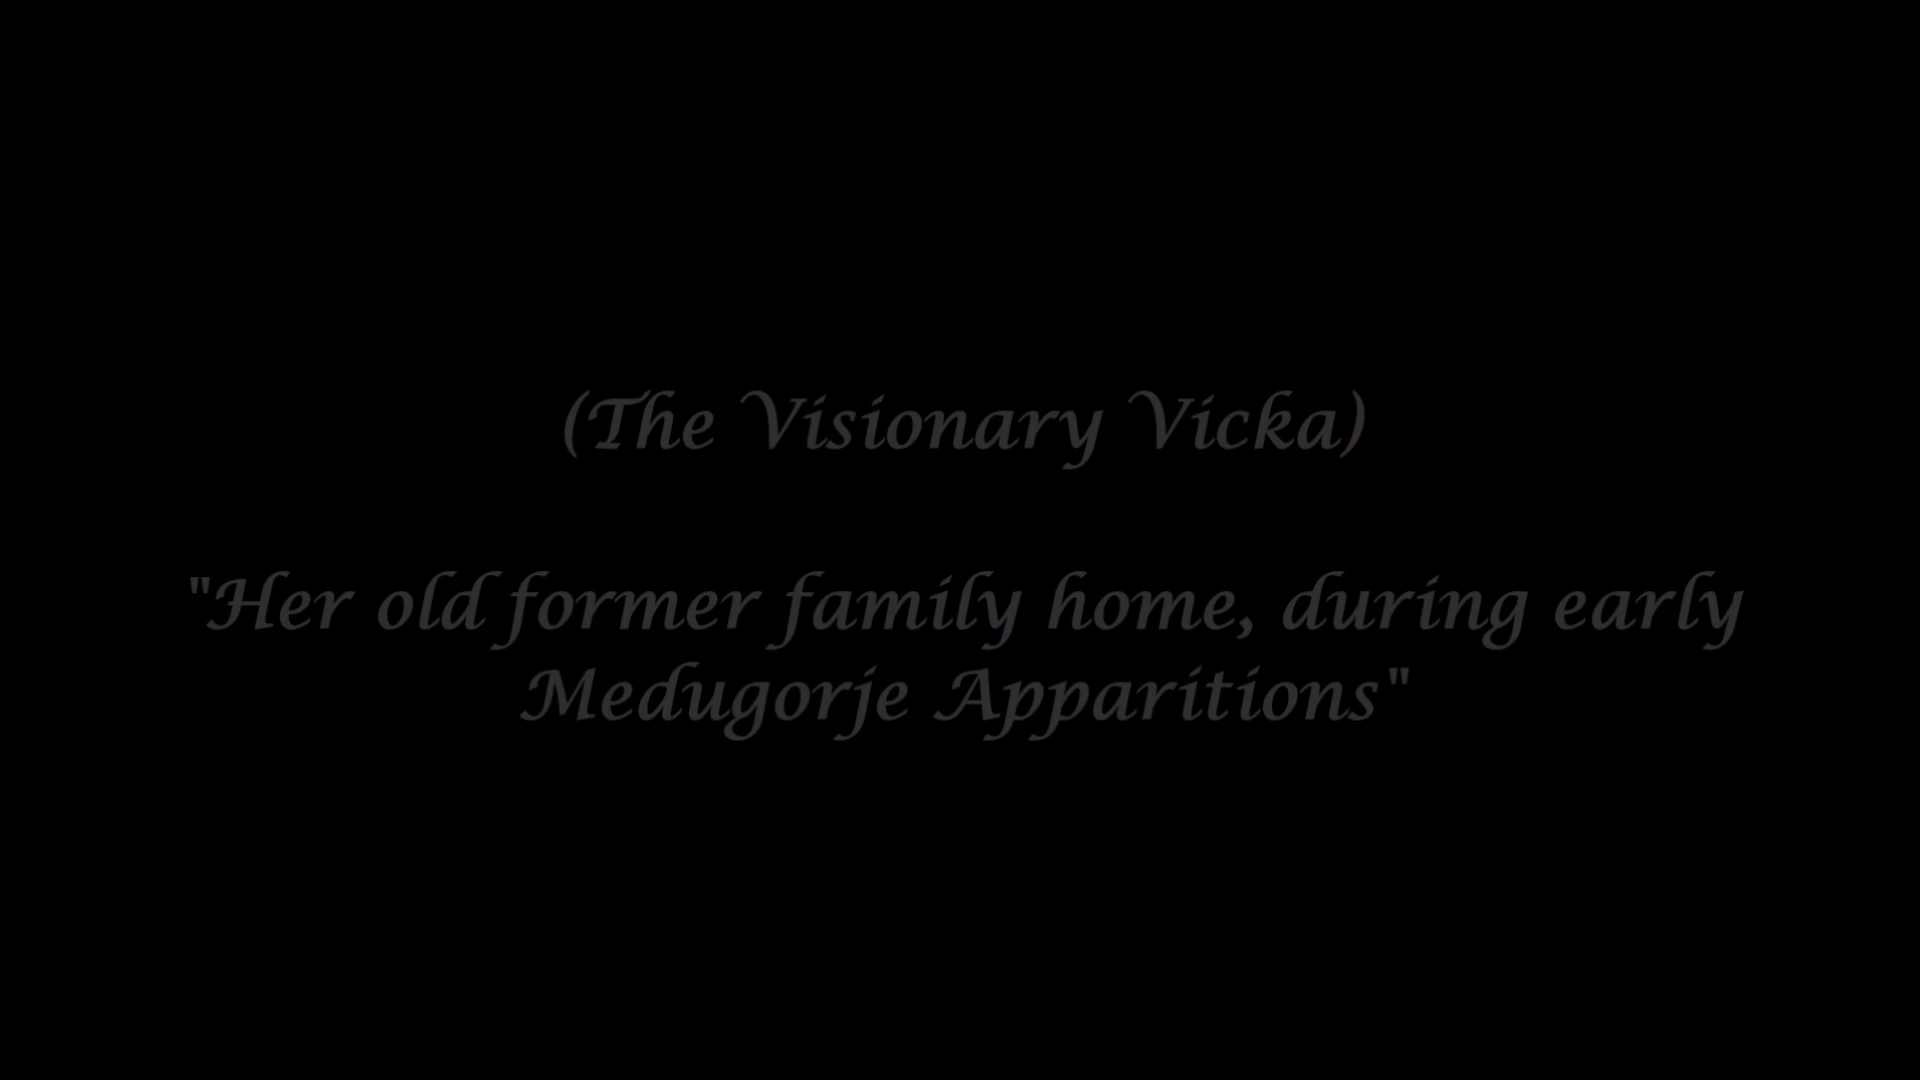 (The Visionary Vicka)
"Her old former family home, during early
Medugorje Apparitions"